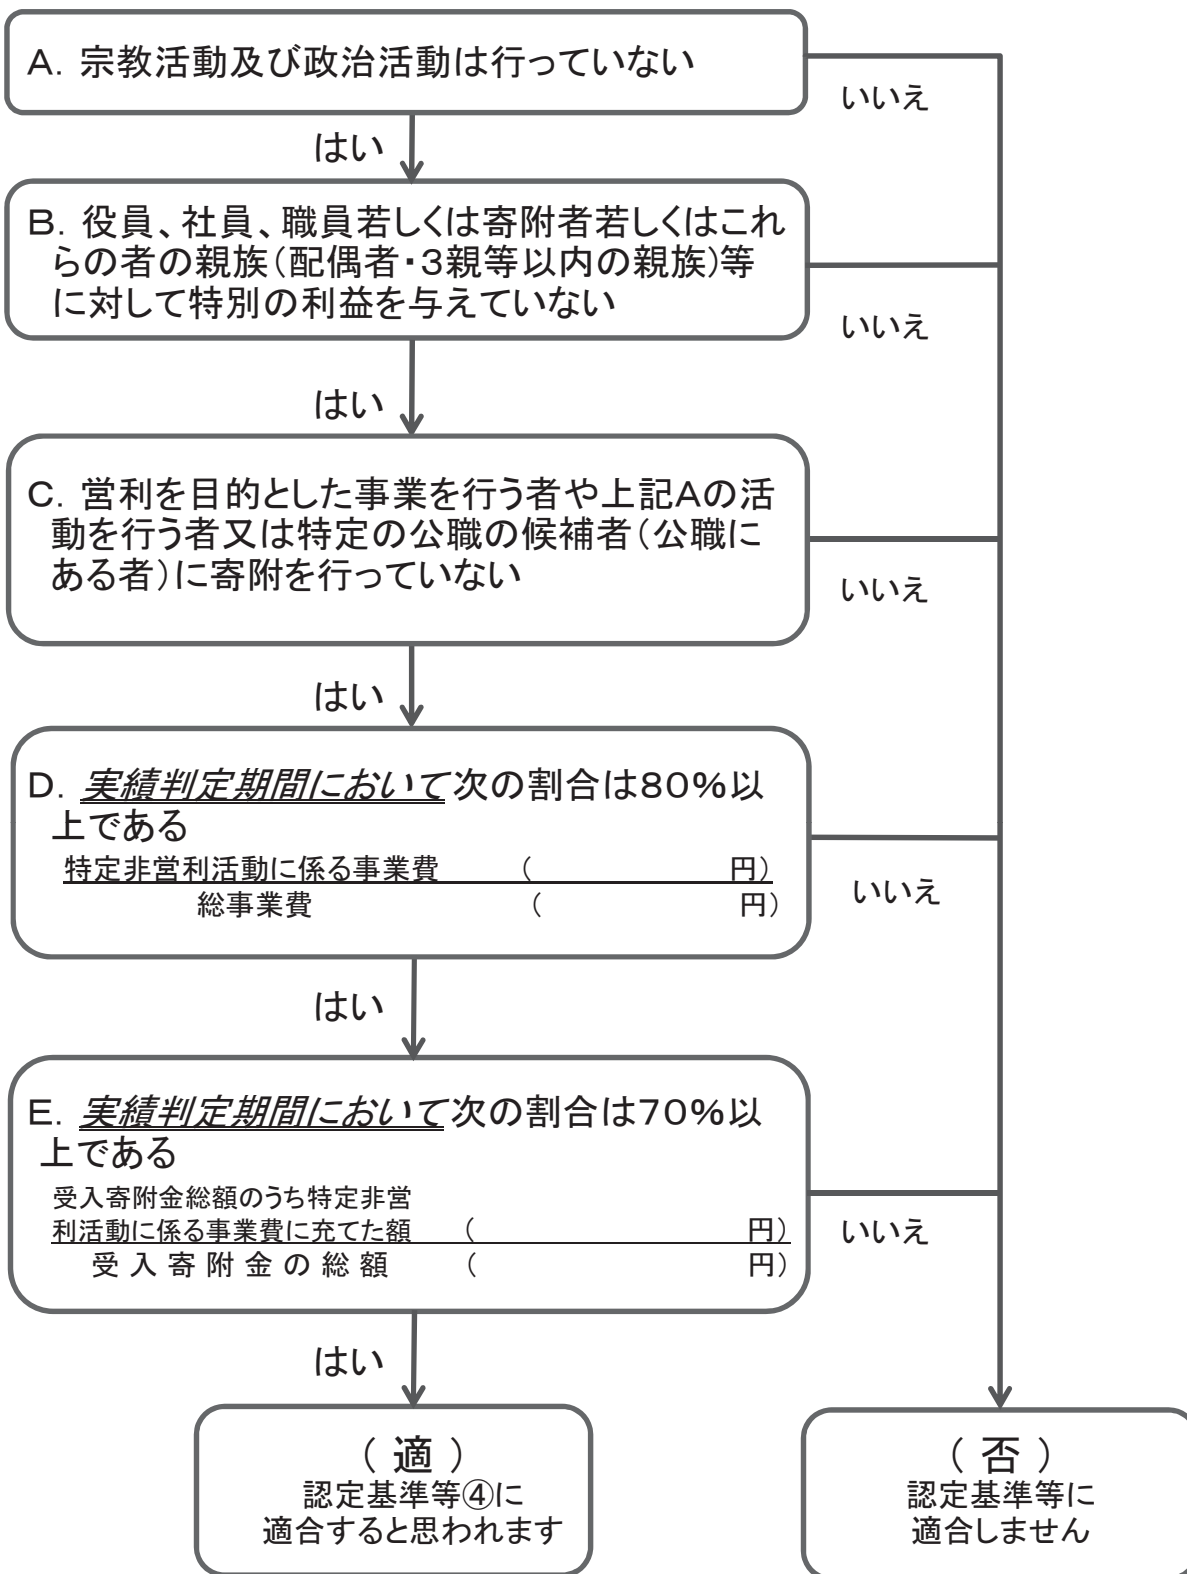 A. 宗教活動及び政治活動は行っていない
いいえ
はい
B. 役員、社員、職員若しくは寄附者若しくはこれ
らの者の親族(配偶者・3親等以内の親族)等
に対して特別の利益を与えていない
いいえ
はい
C. 営利を目的とした事業を行う者や上記Aの活
動を行う者又は特定の公職の候補者(公職に
ある者)に寄附を行っていない
いいえ
はい
D. 実績判定期間において次の割合は80%以
上である
特定非営利活動に係る事業費 ( 円)
総事業費 ( 円)
いいえ
はい
E. 実績判定期間において次の割合は70%以
上である
受入寄附金総額のうち特定非営
利活動に係る事業費に充てた額 ( 円)
受入寄附金の総額 ( 円)
いいえ
はい
(適)
認定基準等④に
適合すると思われます
(否)
認定基準等に
適合しません